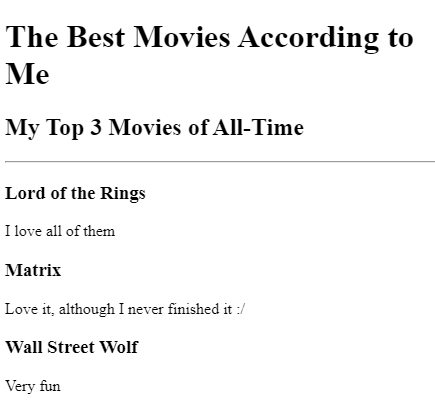 The Best Movies According to
Me
My Top 3 Movies of All-Time
Lord of the Rings
I love all of them
Matrix
Love it, although I never finished it :/
Wall Street Wolf
Very fun